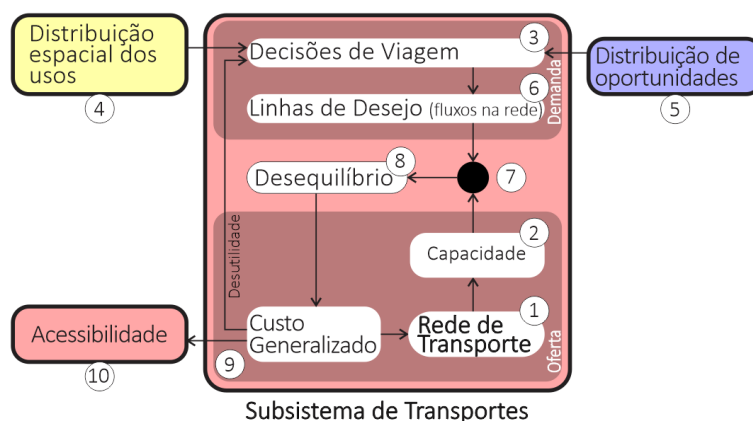 Distribuição
espacial dos
usos
4
Decisões de Viagem
3
Distribuição de
oportunidades
5
Linhas de Desejo (fluxos na rede)
6
Demanda
Desequilíbrio
8
7
Capacidade
2
Desutilidade
Custo
Generalizado
9
Rede de
Transporte
1
Oferta
Acessibilidade
10
Subsistema de Transportes